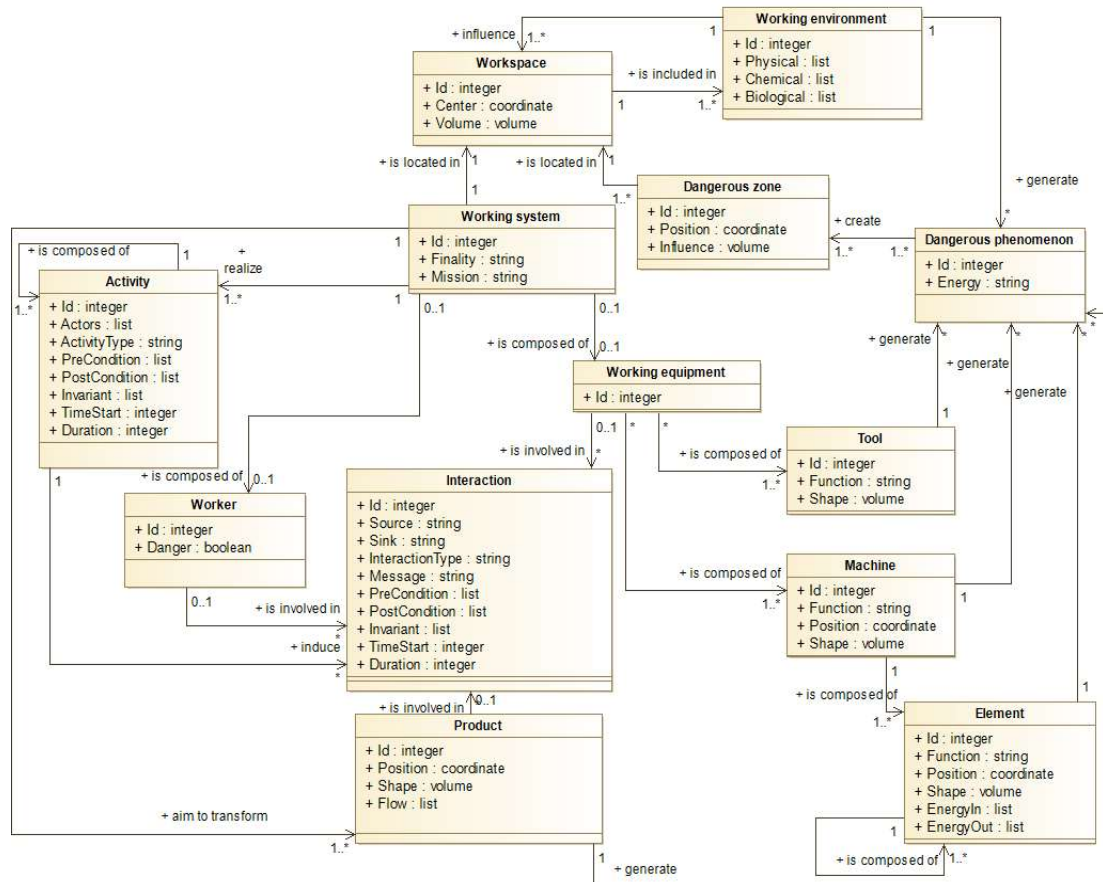 Working environment
+ Id : integer
+ Physical : list
+ Chemical : list
+ Biological : list
1
1
+ influence
1..*
Workspace
+ Id : integer
+ Center : coordinate
+ Volume : volume
+ is included in
1
1..*
+ is located in
1
1
+ is located in
1
1..*
Dangerous zone
+ Id : integer
+ Position : coordinate
+ Influence : volume
+ generate
*
+ create
1..*
1..*
Dangerous phenomenon
+ Id : integer
+ Energy : string
*
Working system
+ Id : integer
+ Finality : string
+ Mission : string
1
+ is composed of
1
1..*
+
realize
1..*
1
0..1
0..1
Activity
+ Id : integer
+ Actors : list
+ ActivityType : string
+ PreCondition : list
+ PostCondition : list
+ Invariant : list
+ TimeStart : integer
+ Duration : integer
1
+ is composed of
0..1
Working equipment
+ Id : integer
0..1
*
*
+ generate
*
+ generate
*
+ generate
*
1
Tool
+ Id : integer
+ Function : string
+ Shape : volume
+ is composed of
1..*
+ is involved in
*
+ is composed of
0..1
Worker
+ Id : integer
+ Danger : boolean
0..1
Interaction
+ Id : integer
+ Source : string
+ Sink : string
+ InteractionType : string
+ Message : string
+ PreCondition : list
+ PostCondition : list
+ Invariant : list
+ TimeStart : integer
+ Duration : integer
+ is involved in
*
+ induce
*
Machine
+ Id : integer
+ Function : string
+ Position : coordinate
+ Shape : volume
+ is composed of
1..*
1
1
+ is composed of
1..*
1
Element
+ Id : integer
+ Function : string
+ Position : coordinate
+ Shape : volume
+ EnergyIn : list
+ EnergyOut : list
1
+ is composed of
1..*
+ is involved in
0..1
Product
+ Id : integer
+ Position : coordinate
+ Shape : volume
+ Flow : list
+ aim to transform
1..*
1
+ generate